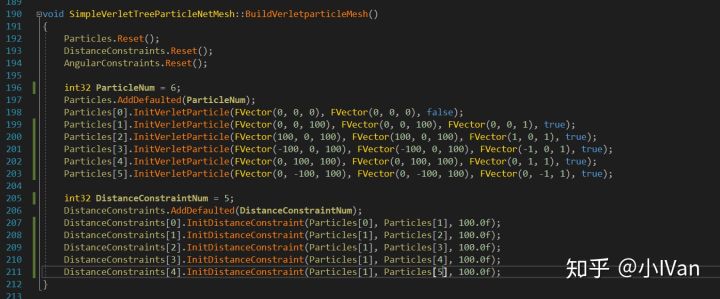 189
190 void SimpleVerletTreeParticleNetMesh::BuildVerletparticleMesh()
191 {
192 Particles.Reset();
193 DistanceConstraints.Reset();
194 AngularConstraints.Reset();
195
196 int32 ParticleNum = 6;
197 Particles.AddDefaulted(ParticleNum);
198 Particles[0].InitVerletParticle(FVector(0, 0, 0), FVector(0, 0, 0), false);
199 Particles[1].InitVerletParticle(FVector(0, 0, 100), FVector(0, 0, 100), FVector(0, 0, 1), true);
200 Particles[2].InitVerletParticle(FVector(100, 0, 100), FVector(100, 0, 100), FVector(1, 0, 1), true);
201 Particles[3].InitVerletParticle(FVector(-100, 0, 100), FVector(-100, 0, 100), FVector(-1, 0, 1), true);
202 Particles[4].InitVerletParticle(FVector(0, 100, 100), FVector(0, 100, 100), FVector(0, 1, 1), true);
203 Particles[5].InitVerletParticle(FVector(0, -100, 100), FVector(0, -100, 100), FVector(0, -1, 1), true);
204
205 int32 DistanceConstraintNum = 5;
206 DistanceConstraints.AddDefaulted(DistanceConstraintNum);
207 DistanceConstraints[0].InitDistanceConstraint(Particles[0], Particles[1], 100.0f);
208 DistanceConstraints[1].InitDistanceConstraint(Particles[1], Particles[2], 100.0f);
209 DistanceConstraints[2].InitDistanceConstraint(Particles[1], Particles[3], 100.0f);
210 DistanceConstraints[3].InitDistanceConstraint(Particles[1], Particles[4], 100.0f);
211 DistanceConstraints[4].InitDistanceConstraint(Particles[1], Particles[5], 100.0f);
212 }
知乎 @小IVan